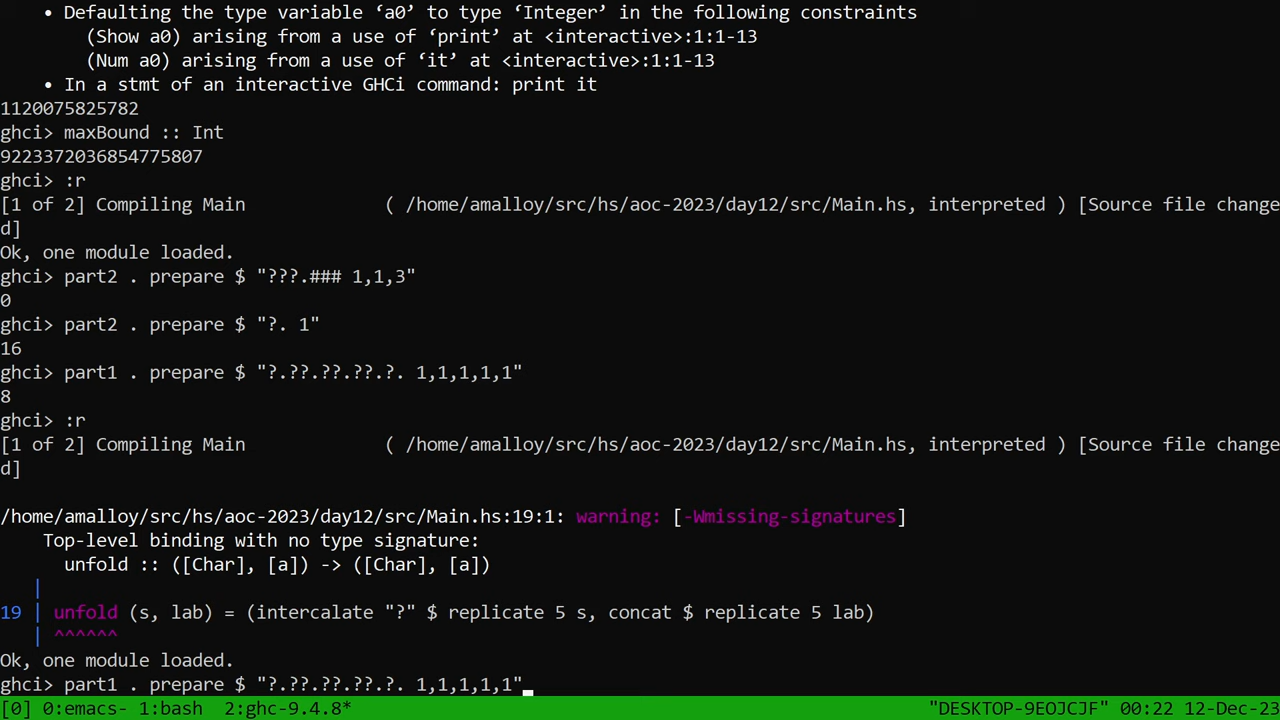 • Defaulting the type variable ‘a0’ to type ‘Integer’ in the following constraints
(Show a0) arising from a use of ‘print’ at <interactive>:1:1-13
(Num a0) arising from a use of ‘it’ at <interactive>:1:1-13
• In a stmt of an interactive GHCi command: print it
1120075825782
ghci> maxBound :: Int
9223372036854775807
ghci> :r
[1 of 2] Compiling Main ( /home/amalloy/src/hs/aoc-2023/day12/src/Main.hs, interpreted ) [Source file change
d]
Ok, one module loaded.
ghci> part2 . prepare $ "???.### 1,1,3"
0
ghci> part2 . prepare $ "?. 1"
16
ghci> part1 . prepare $ "?.??.??.??.??.?. 1,1,1,1,1"
8
ghci> :r
[1 of 2] Compiling Main ( /home/amalloy/src/hs/aoc-2023/day12/src/Main.hs, interpreted ) [Source file change
d]
/home/amalloy/src/hs/aoc-2023/day12/src/Main.hs:19:1: warning: [-Wmissing-signatures]
Top-level binding with no type signature:
unfold :: ([Char], [a]) -> ([Char], [a])
|
19 | unfold (s, lab) = (intercalate "?" $ replicate 5 s, concat $ replicate 5 lab)
| ^^^^^^
Ok, one module loaded.
ghci> part1 . prepare $ "?.??.??.??.??.?. 1,1,1,1,1"
[0] 0:emacs- 1:bash 2:ghc-9.4.8* "DESKTOP-9EOJCJF" 00:22 12-Dec-23